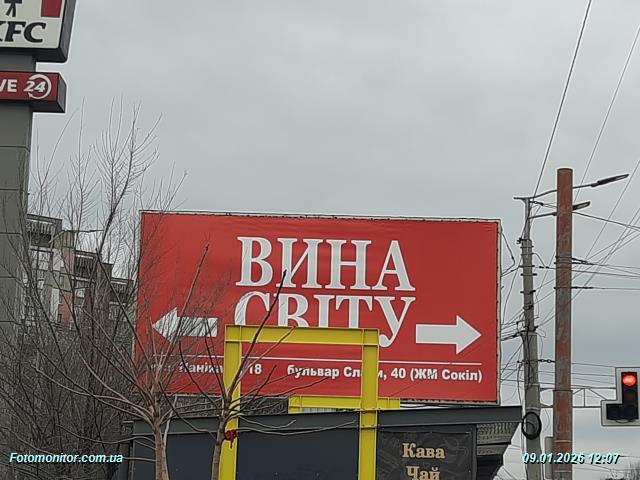 KFC
VE 24
ВИНА
СВІТУ
18 бульвар Слави, 40 (ЖМ Сокіл)
Кава
Чай
Fotomonitor.com.ua
09.01.2026 12:07